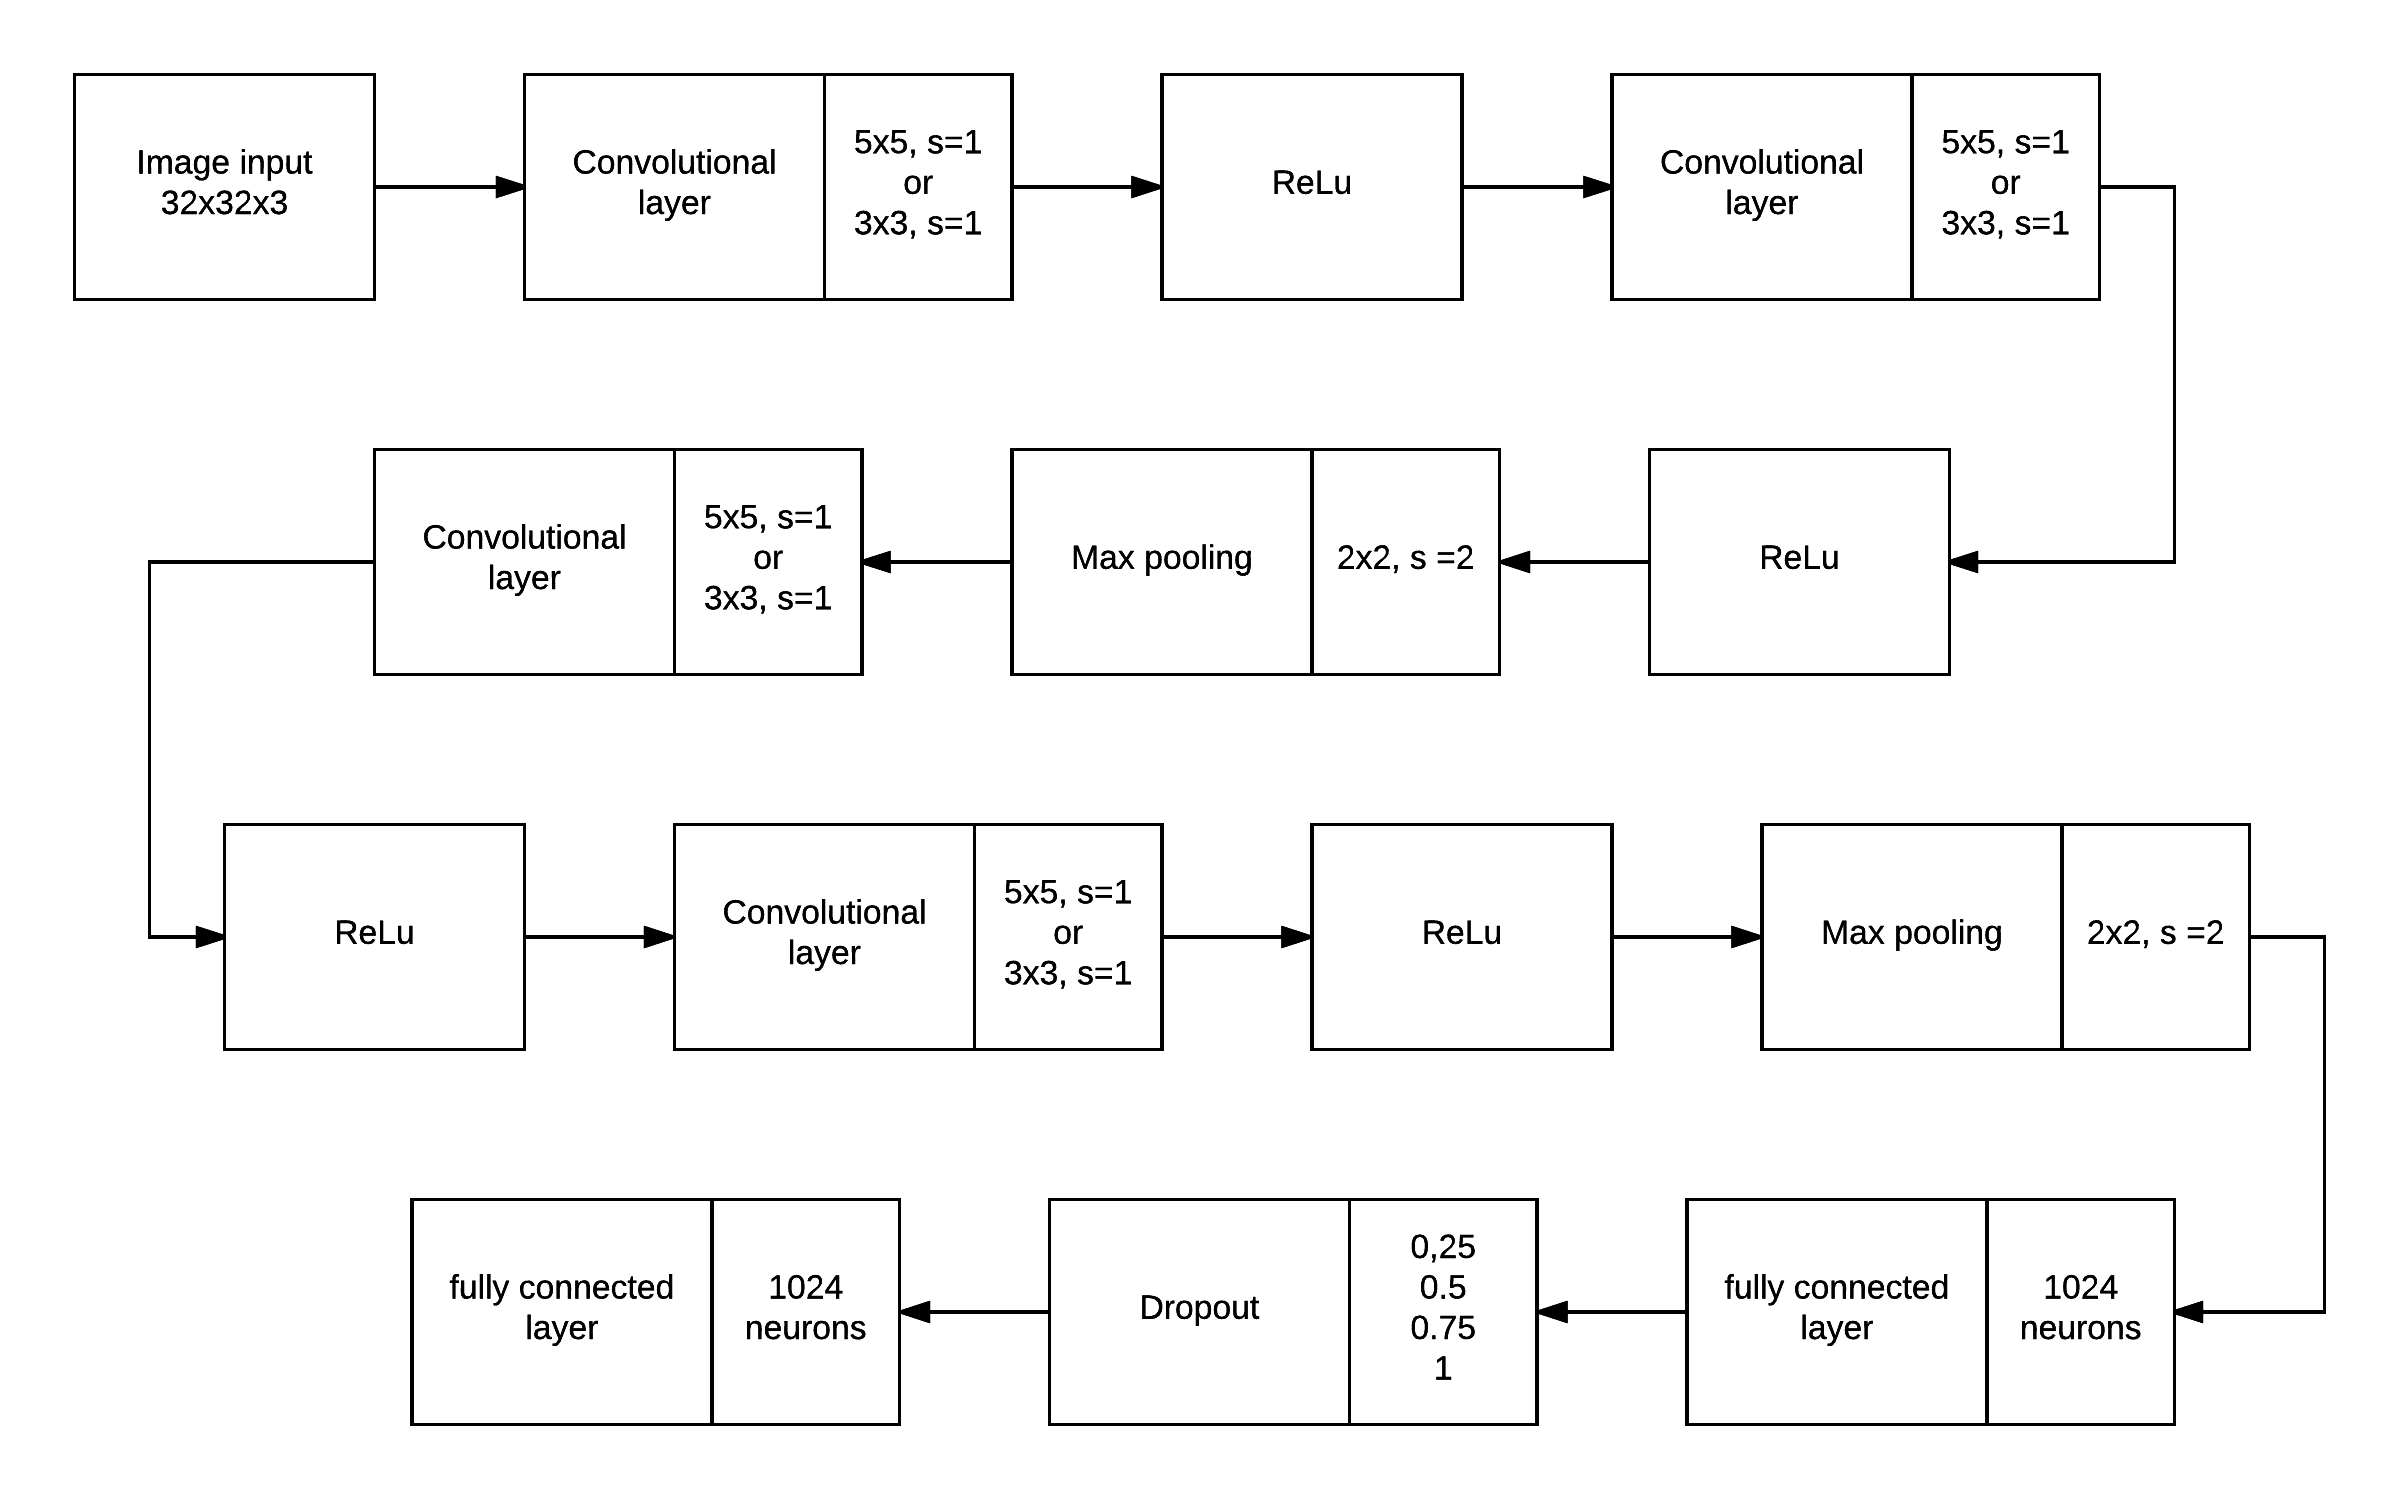 Image input
32x32x3
Convolutional
layer
5x5, s=1
or
3x3, s=1
ReLu
Convolutional
layer
5x5, s=1
or
3x3, s=1
ReLu
Max pooling
2x2, s =2
Convolutional
layer
5x5, s=1
or
3x3, s=1
ReLu
Convolutional
layer
5x5, s=1
or
3x3, s=1
ReLu
Max pooling
2x2, s =2
fully connected
layer
1024
neurons
Dropout
0,25
0.5
0.75
1
fully connected
layer
1024
neurons